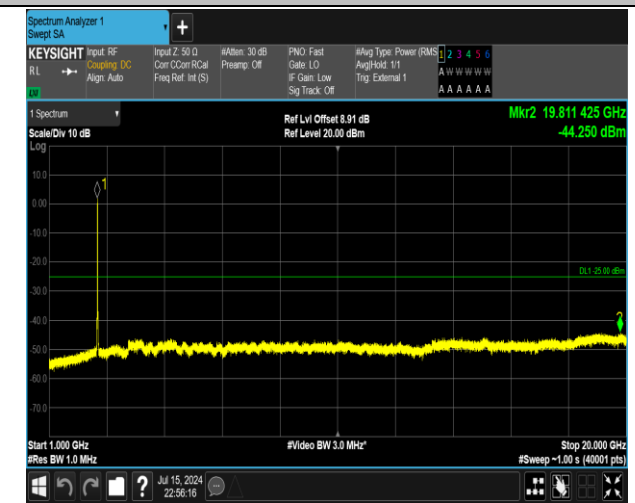 Spectrum Analyzer 1
Swept SA
+
KEYSIGHT Input: RF Input Z: 50 Ω #Atten: 30 dB PNO: Fast #Avg Type: Power (RMS 1 2 3 4 5 6
RL Coupling: DC Corr CCorr RCal Preamp: Off Gate: LO Avg|Hold: 1/1 A W W W W W
Align: Auto Freq Ref: Int (S) IF Gain: Low Trig: External 1
Sig Track: Off A A A A A A
1 Spectrum Ref Lvl Offset 8.91 dB Mkr2 19.811 425 GHz
Scale/Div 10 dB Ref Level 20.00 dBm -44.250 dBm
Log
10.0
1
0.00
-10.0
-20.0
DL1 -25.00 dBm
-30.0
-40.0
2
-50.0
-60.0
-70.0
Start 1.000 GHz #Video BW 3.0 MHz* Stop 20.000 GHz
#Res BW 1.0 MHz #Sweep ~1.00 s (40001 pts)
? Jul 15, 2024
22:56:16